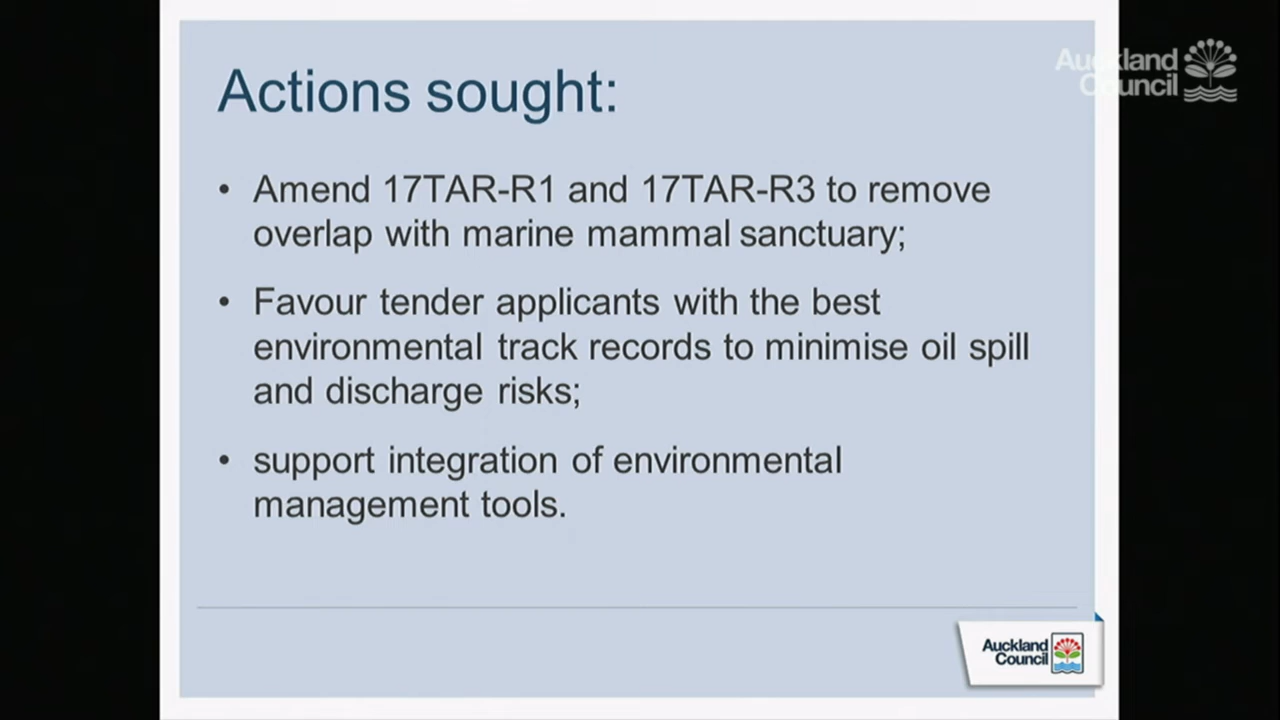 Auckland
Council
Actions sought:
• Amend 17TAR-R1 and 17TAR-R3 to remove
overlap with marine mammal sanctuary;
• Favour tender applicants with the best
environmental track records to minimise oil spill
and discharge risks;
• support integration of environmental
management tools.
Auckland
Council